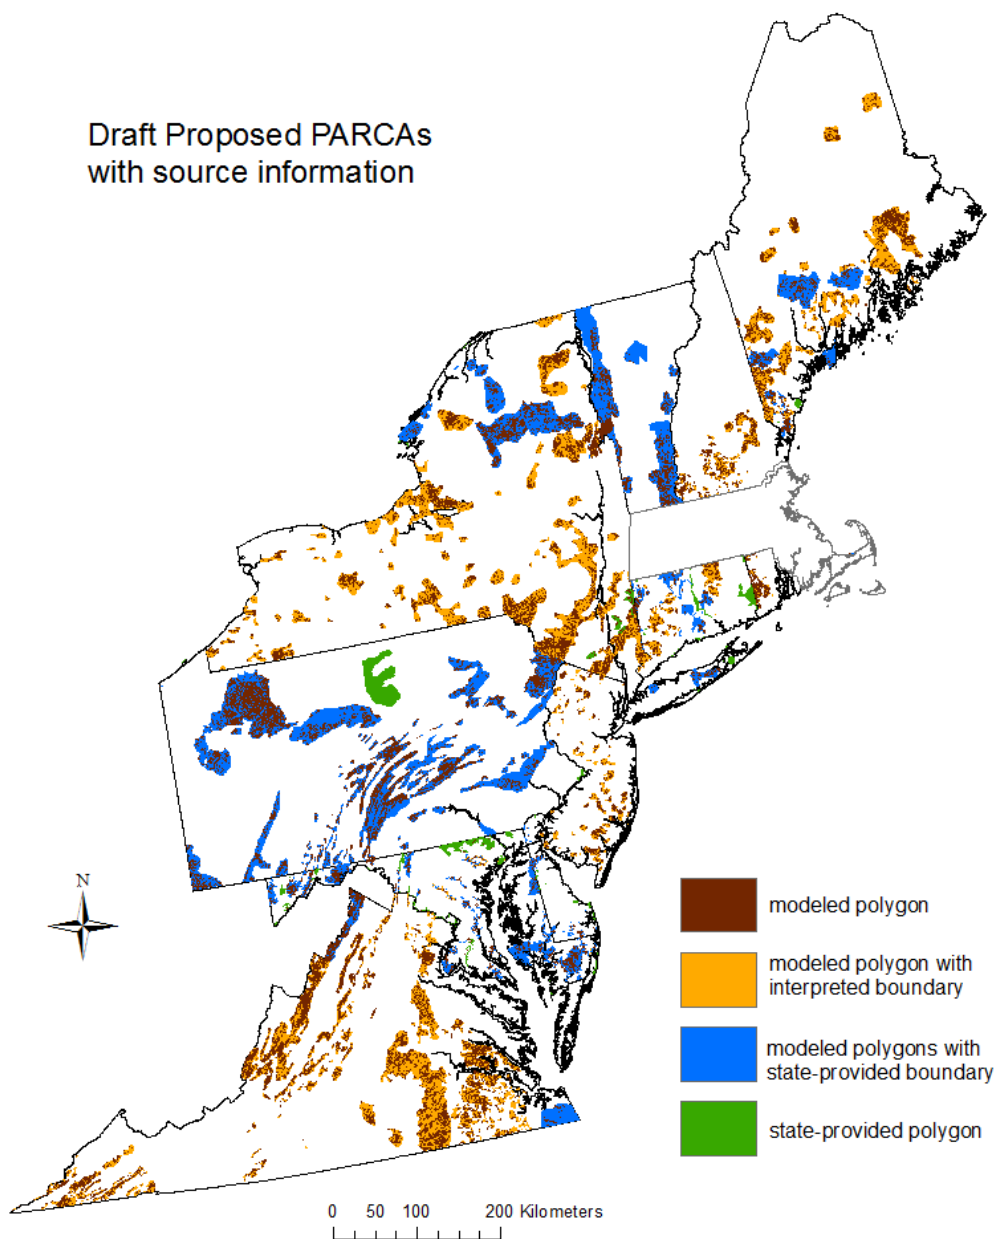 Draft Proposed PARCAs
with source information
N
modeled polygon
modeled polygon with
interpreted boundary
modeled polygons with
state-provided boundary
state-provided polygon
0 50 100 200 Kilometers